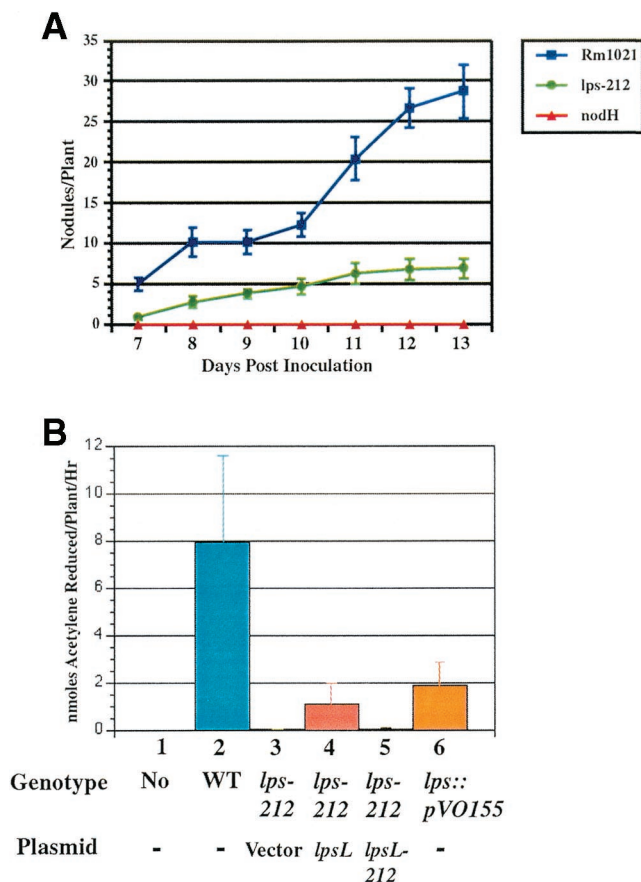 A
35
30
25
20
15
10
5
0
Nodules/Plant
7 8 9 10 11 12 13
Days Post Inoculation
Rm1021
lps-212
nodH
B
12
10
8
6
4
2
0
nmoles Acetylene Reduced/Plant/Hr
1 2 3 4 5 6
Genotype No WT lps- lps- lps- lps::
212 212 212 pVO155
Plasmid - - Vector lpsL lpsL- -
212